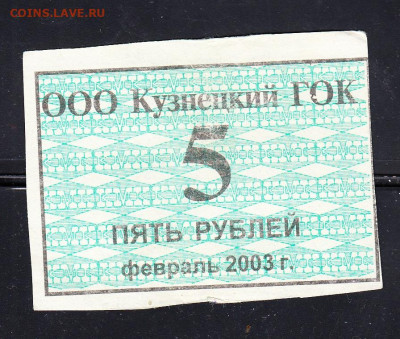 COINS.LAVE.RU
ООО Кузнецкий ГОК
5
ПЯТЬ РУБЛЕЙ
февраль 2003 г.